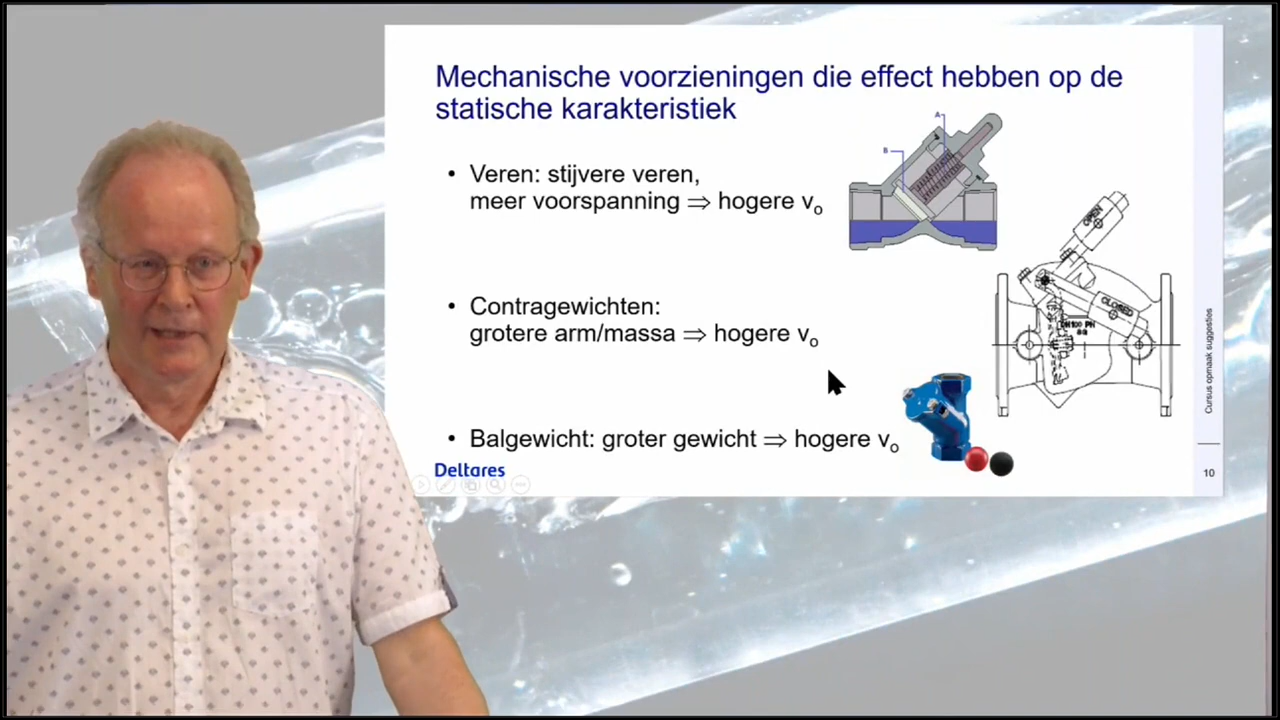 Mechanische voorzieningen die effect hebben op de
statische karakteristiek
• Veren: stijvere veren,
meer voorspanning ⇒ hogere vo
• Contragewichten:
grotere arm/massa ⇒ hogere vo
• Balgewicht: groter gewicht ⇒ hogere vo
A
B
OPEN
CLOSED
Deltares
Cursus opmaak suggesties
10